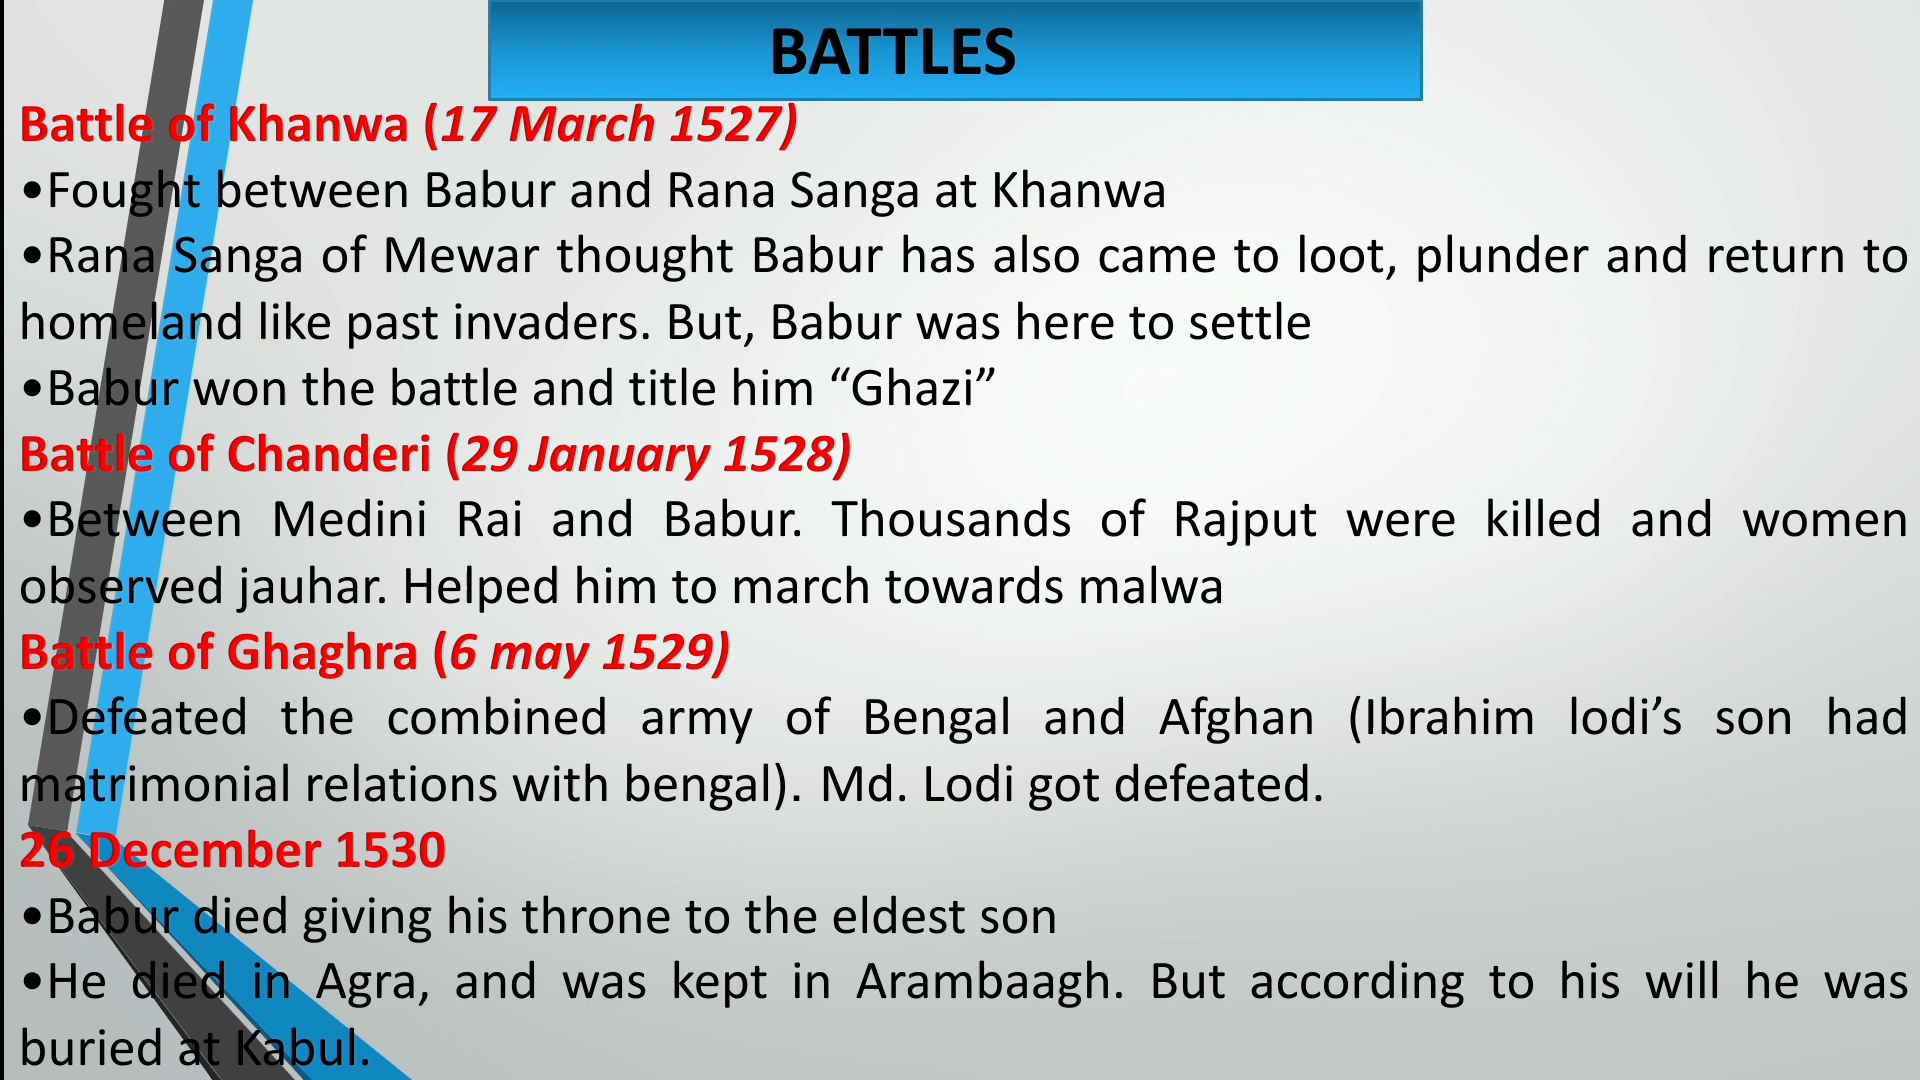 BATTLES
Battle of Khanwa (17 March 1527)
•Fought between Babur and Rana Sanga at Khanwa
•Rana Sanga of Mewar thought Babur has also came to loot, plunder and return to
homeland like past invaders. But, Babur was here to settle
•Babur won the battle and title him “Ghazi”
Battle of Chanderi (29 January 1528)
•Between Medini Rai and Babur. Thousands of Rajput were killed and women
observed jauhar. Helped him to march towards malwa
Battle of Ghaghra (6 may 1529)
•Defeated the combined army of Bengal and Afghan (Ibrahim lodi’s son had
matrimonial relations with bengal). Md. Lodi got defeated.
26 December 1530
•Babur died giving his throne to the eldest son
•He died in Agra, and was kept in Arambaagh. But according to his will he was
buried at Kabul.